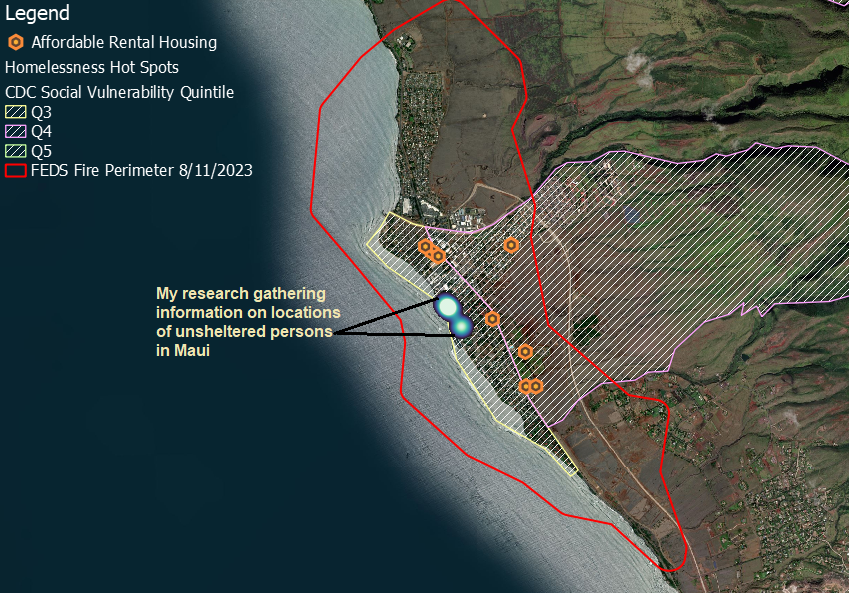 Legend
Affordable Rental Housing
Homelessness Hot Spots
CDC Social Vulnerability Quintile
Q3
Q4
Q5
FEDS Fire Perimeter 8/11/2023
My research gathering
information on locations
of unsheltered persons
in Maui